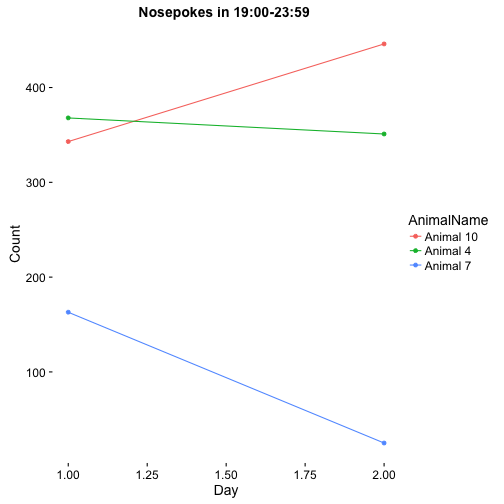 Nosepokes in 19:00-23:59
400
300
200
100
Count
1.00 1.25 1.50 1.75 2.00
Day
AnimalName
Animal 10
Animal 4
Animal 7